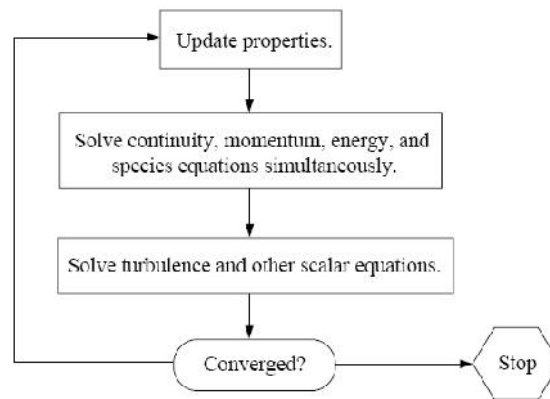 Update properties.
Solve continuity, momentum, energy, and
species equations simultaneously.
Solve turbulence and other scalar equations.
Converged?
Stop